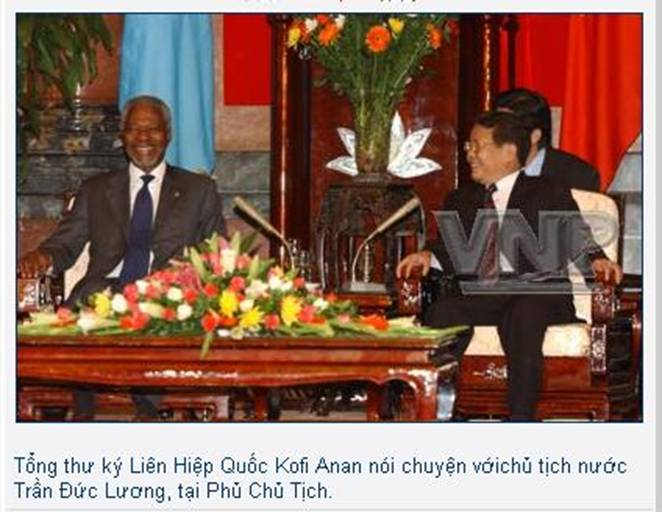 VNP
Tổng thư ký Liên Hiệp Quốc Kofi Anan nói chuyện vớichủ tịch nước
Trần Đức Lương, tại Phủ Chủ Tịch.